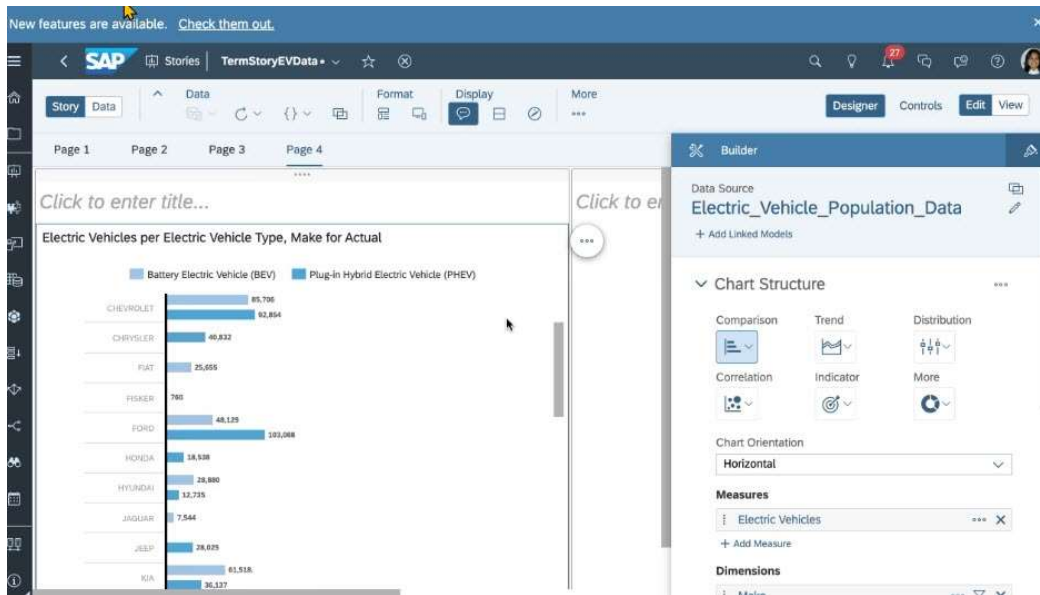 New features are available. Check them out.
SAP Stories TermStoryEVData 27
Story Data Data Format Display More Designer Controls Edit View
Page 1 Page 2 Page 3 Page 4
Builder
Click to enter title...
Click to er
Data Source
Electric_Vehicle_Population_Data
+ Add Linked Models
Electric Vehicles per Electric Vehicle Type, Make for Actual
Battery Electric Vehicle (BEV) Plug-in Hybrid Electric Vehicle (PHEV)
CHEVROLET 85,706
92,864
CHRYSLER 40,832
FIAT 25,655
FISKER 760
FORD 48,129
103,068
HONDA 18,538
HYUNDAI 28,880
12,735
JAGUAR 7,544
JEEP 28,025
KIA 61,518.
36,137
Chart Structure
Comparison Trend Distribution
Correlation Indicator More
Chart Orientation
Horizontal
Measures
Electric Vehicles
+ Add Measure
Dimensions
Make